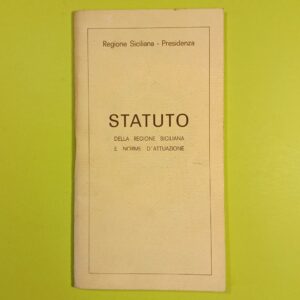 Regione Siciliana - Presidenza
STATUTO
DELLA REGIONE SICILIANA
E NORME D'ATTUAZIONE